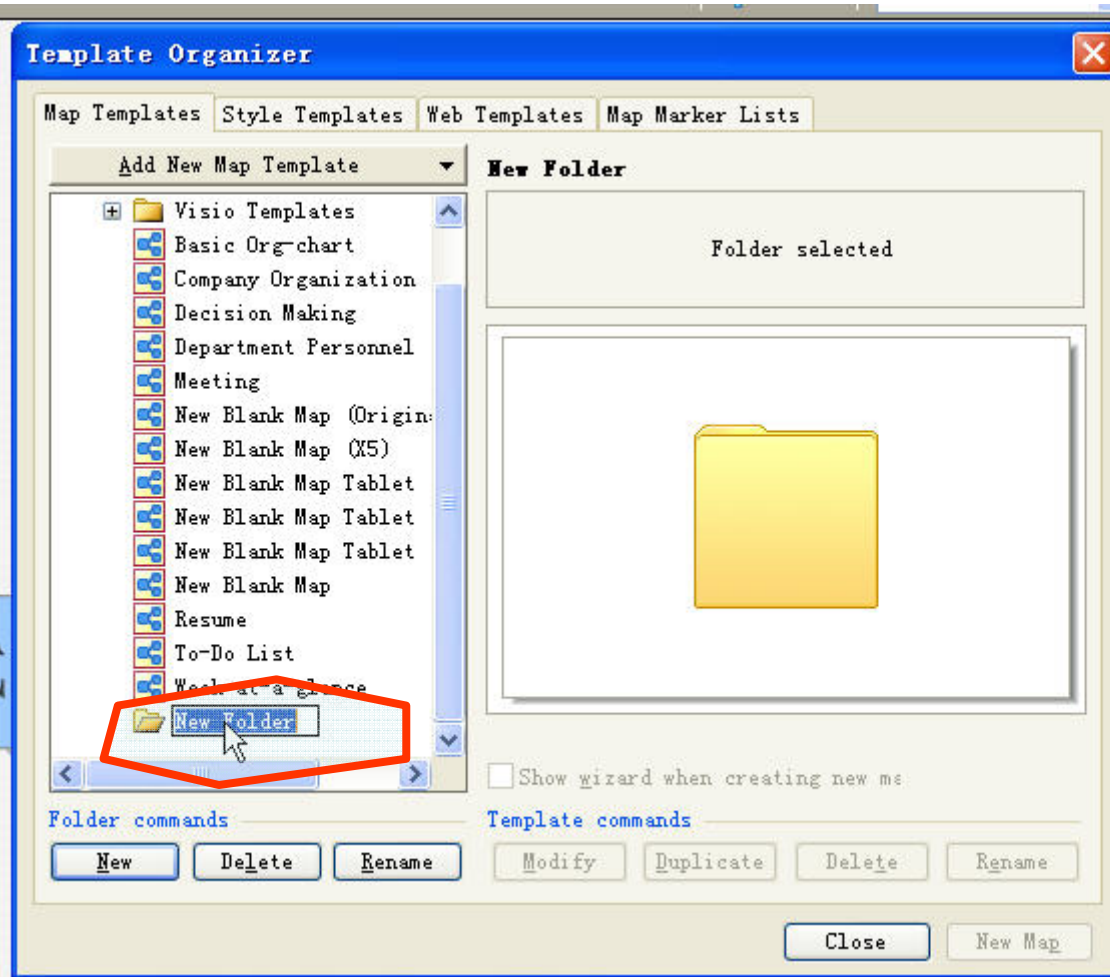 Template Organizer
Map Templates Style Templates Web Templates Map Marker Lists
Add New Map Template
New Folder
Visio Templates
Folder selected
Basic Org-chart
Company Organization
Decision Making
Department Personnel
Meeting
New Blank Map (Origin
New Blank Map (X5)
New Blank Map Tablet
New Blank Map Tablet
New Blank Map Tablet
New Blank Map
Resume
To-Do List
Week-at-a-glance
New Folder
Show wizard when creating new ma
Folder commands
Template commands
New Delete Rename
Modify Duplicate Delete Rename
Close New Map